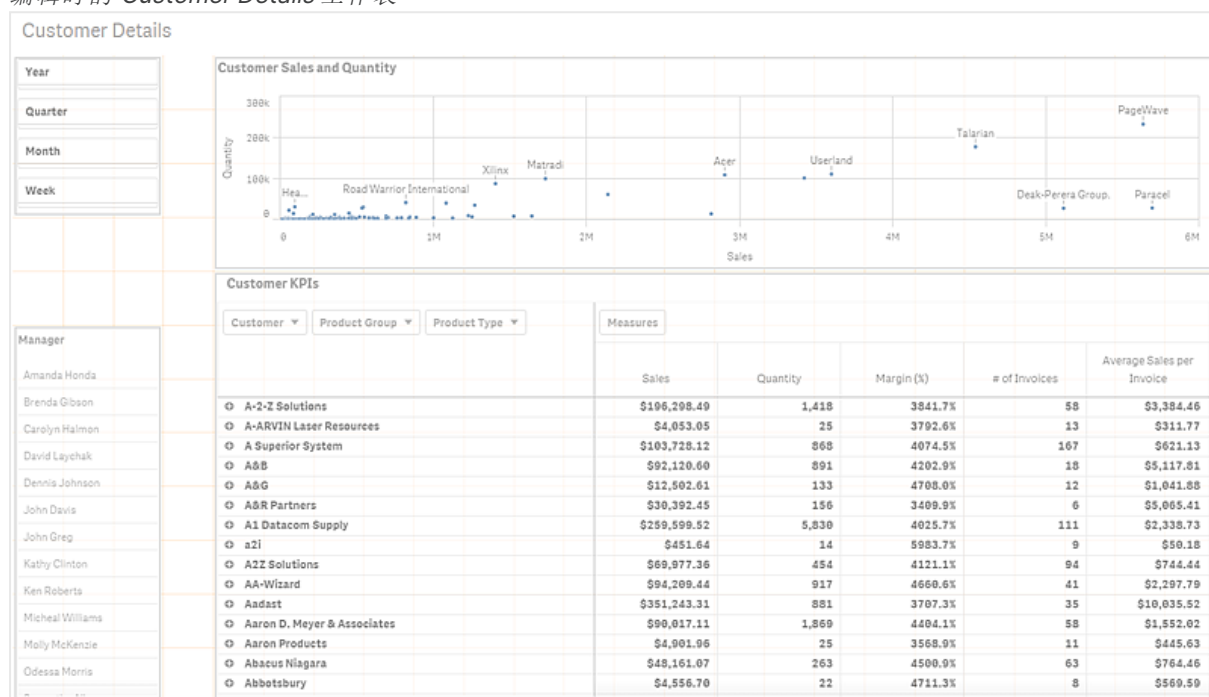 编辑时的 Customer Details 工作表
Customer Details
Year
Quarter
Month
Week
Customer Sales and Quantity
Quantity
300k
200k
100k
0
Hea...
Road Warrior International
Xilinx
Matradi
Acer
Userland
Talarian
PageWave
Deak-Perera Group.
Paracel
0 1M 2M 3M 4M 5M 6M
Sales
Manager
Amanda Honda
Brenda Gibson
Carolyn Halmon
David Laychak
Dennis Johnson
John Davis
John Greg
Kathy Clinton
Ken Roberts
Micheal Williams
Molly McKenzie
Odessa Morris
Customer KPIs
Customer Product Group Product Type Measures
Sales Quantity Margin (%) # of Invoices Average Sales per Invoice
A-2-Z Solutions $196,298.49 1,418 3841.7% 58 $3,384.46
A-ARVIN Laser Resources $4,053.05 25 3792.6% 13 $311.77
A Superior System $103,728.12 868 4074.5% 167 $621.13
A&B $92,120.60 891 4202.9% 18 $5,117.81
A&G $12,502.61 133 4708.0% 12 $1,041.88
A&R Partners $30,392.45 156 3409.9% 6 $5,065.41
A1 Datacom Supply $259,599.52 5,830 4025.7% 111 $2,338.73
a2i $451.64 14 5983.7% 9 $50.18
A2Z Solutions $69,977.36 454 4121.1% 94 $744.44
AA-Wizard $94,209.44 917 4660.6% 41 $2,297.79
Aadast $351,243.31 881 3707.3% 35 $10,035.52
Aaron D. Meyer & Associates $90,017.11 1,869 4404.1% 58 $1,552.02
Aaron Products $4,901.96 25 3568.9% 11 $445.63
Abacus Niagara $48,161.07 263 4500.9% 63 $764.46
Abbotsbury $4,556.70 22 4711.3% 8 $569.59